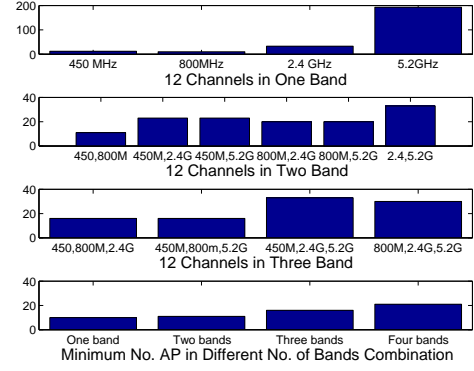 200
100
0
450 MHz 800MHz 2.4 GHz 5.2GHz
12 Channels in One Band
40
20
0
450,800M 450M,2.4G 450M,5.2G 800M,2.4G 800M,5.2G 2.4,5.2G
12 Channels in Two Band
40
20
0
450,800M,2.4G 450M,800m,5.2G 450M,2.4G,5.2G 800M,2.4G,5.2G
12 Channels in Three Band
40
20
0
One band Two bands Three bands Four bands
Minimum No. AP in Different No. of Bands Combination